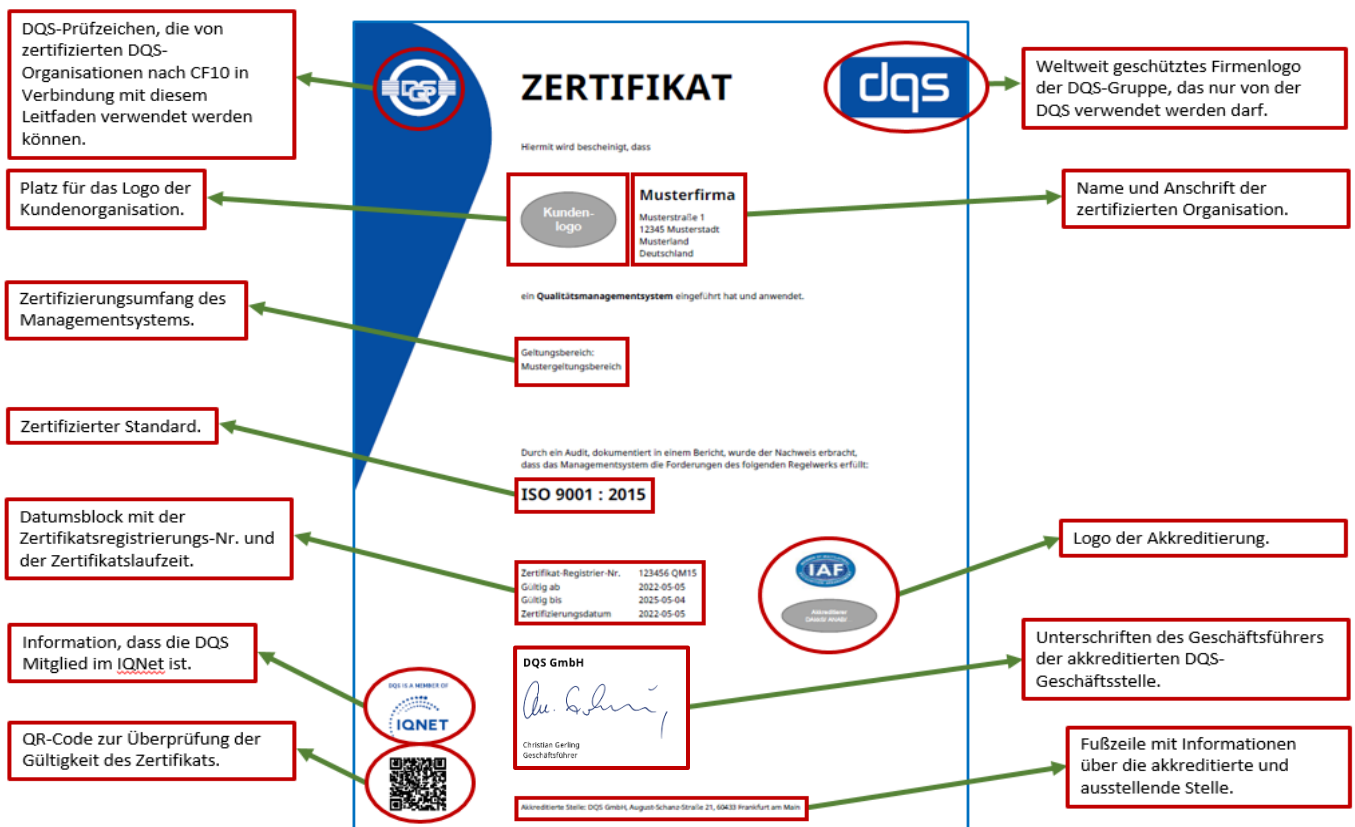 DQS-Prüfzeichen, die von
zertifizierten DQS-
Organisationen nach CF10 in
Verbindung mit diesem
Leitfaden verwendet werden
können.
Platz für das Logo der
Kundenorganisation.
Zertifizierungsumfang des
Managementsystems.
Zertifizierter Standard.
Datumsblock mit der
Zertifikatsregistrierungs-Nr. und
der Zertifikatslaufzeit.
Information, dass die DQS
Mitglied im IQNet ist.
QR-Code zur Überprüfung der
Gültigkeit des Zertifikats.
DQS
ZERTIFIKAT
dqs
Hiermit wird bescheinigt, dass
Kunden-
logo
Musterfirma
Musterstraße 1
12345 Musterstadt
Musterland
Deutschland
ein Qualitätsmanagementsystem eingeführt hat und anwendet.
Geltungsbereich:
Mustergeltungsbereich
Durch ein Audit, dokumentiert in einem Bericht, wurde der Nachweis erbracht,
dass das Managementsystem die Forderungen des folgenden Regelwerks erfüllt:
ISO 9001 : 2015
Zertifikat-Registrier-Nr. 123456 QM15
Gültig ab 2022-05-05
Gültig bis 2025-05-04
Zertifizierungsdatum 2022-05-05
IAF
DQS IS A MEMBER OF
IQNET
DQS GmbH
Christian Gerling
Geschäftsführer
Akkreditierte Stelle: DQS GmbH, August-Schanz-Straße 21, 60433 Frankfurt am Main
Weltweit geschütztes Firmenlogo
der DQS-Gruppe, das nur von der
DQS verwendet werden darf.
Name und Anschrift der
zertifizierten Organisation.
Logo der Akkreditierung.
Unterschriften des Geschäftsführers
der akkreditierten DQS-
Geschäftsstelle.
Fußzeile mit Informationen
über die akkreditierte und
ausstellende Stelle.